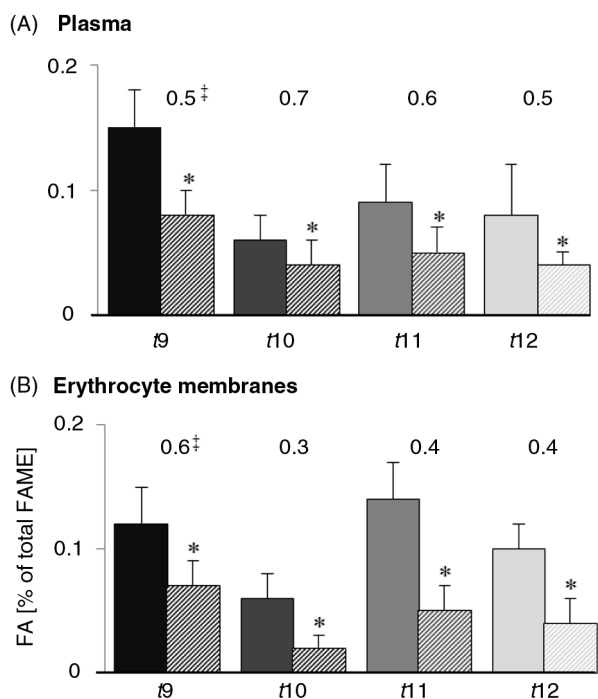 (A) Plasma
0.2
0.5‡ 0.7 0.6 0.5
0.1
* * * *
0
t9 t10 t11 t12
(B) Erythrocyte membranes
0.2
0.6‡ 0.3 0.4 0.4
FA [% of total FAME]
0.1
* * * *
0
t9 t10 t11 t12